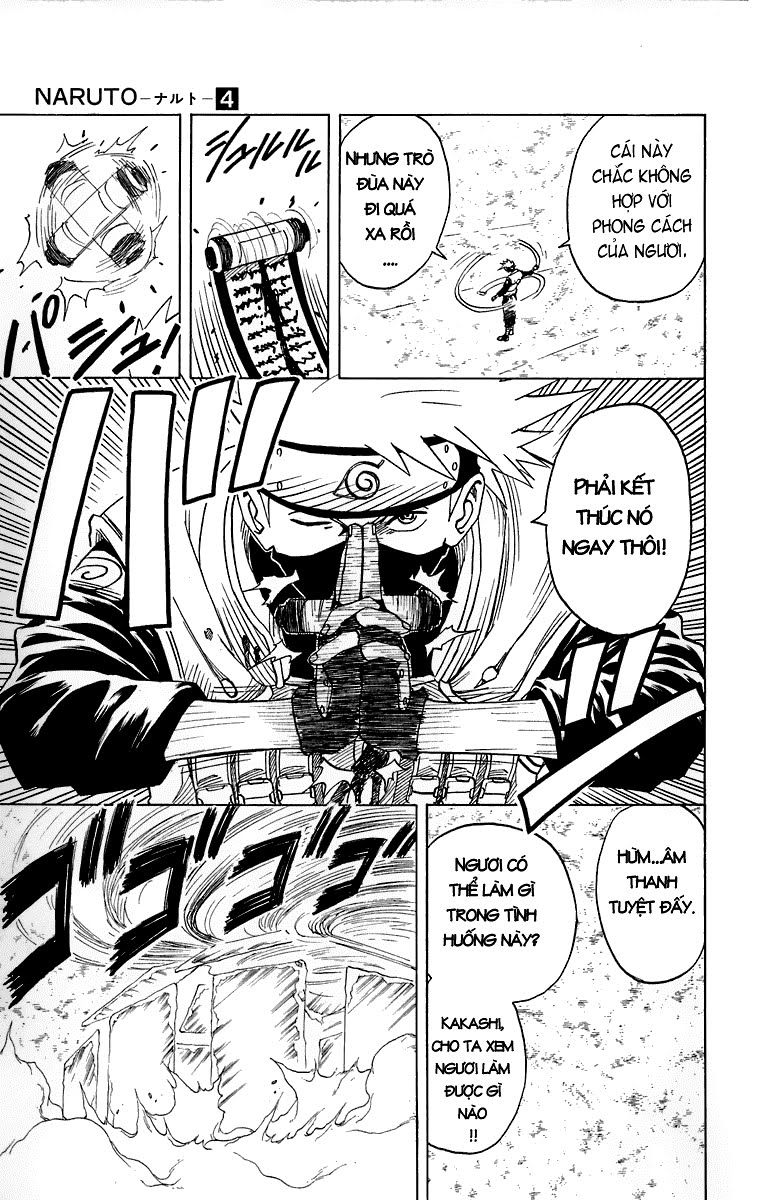 NARUTO―ナルト―4
CÁI NÀY
CHẮC KHÔNG
HỢP VỚI
PHONG CÁCH
CỦA NGƯƠI.
NHƯNG TRÒ
ĐÙA NÀY
ĐI QUÁ
XA RỒI
....
シュルルル
パシュ!
PHẢI KẾT
THÚC NÓ
NGAY THÔI!
HỪM...ÂM
THANH
TUYỆT ĐẤY.
NGƯƠI CÓ
THỂ LÀM GÌ
TRONG TÌNH
HUỐNG NÀY?
KAKASHI,
CHO TA XEM
NGƯƠI LÀM
ĐƯỢC GÌ
NÀO
!!
ゴゴゴゴ